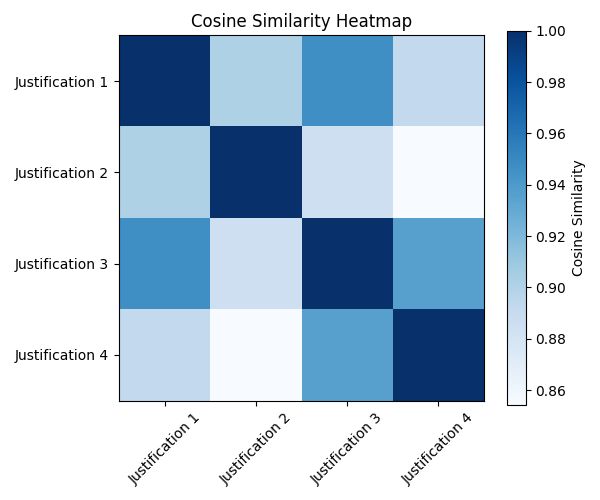 Cosine Similarity Heatmap
Justification 1
Justification 2
Justification 3
Justification 4
Justification 1
Justification 2
Justification 3
Justification 4
1.00
0.98
0.96
0.94
0.92
0.90
0.88
0.86
Cosine Similarity